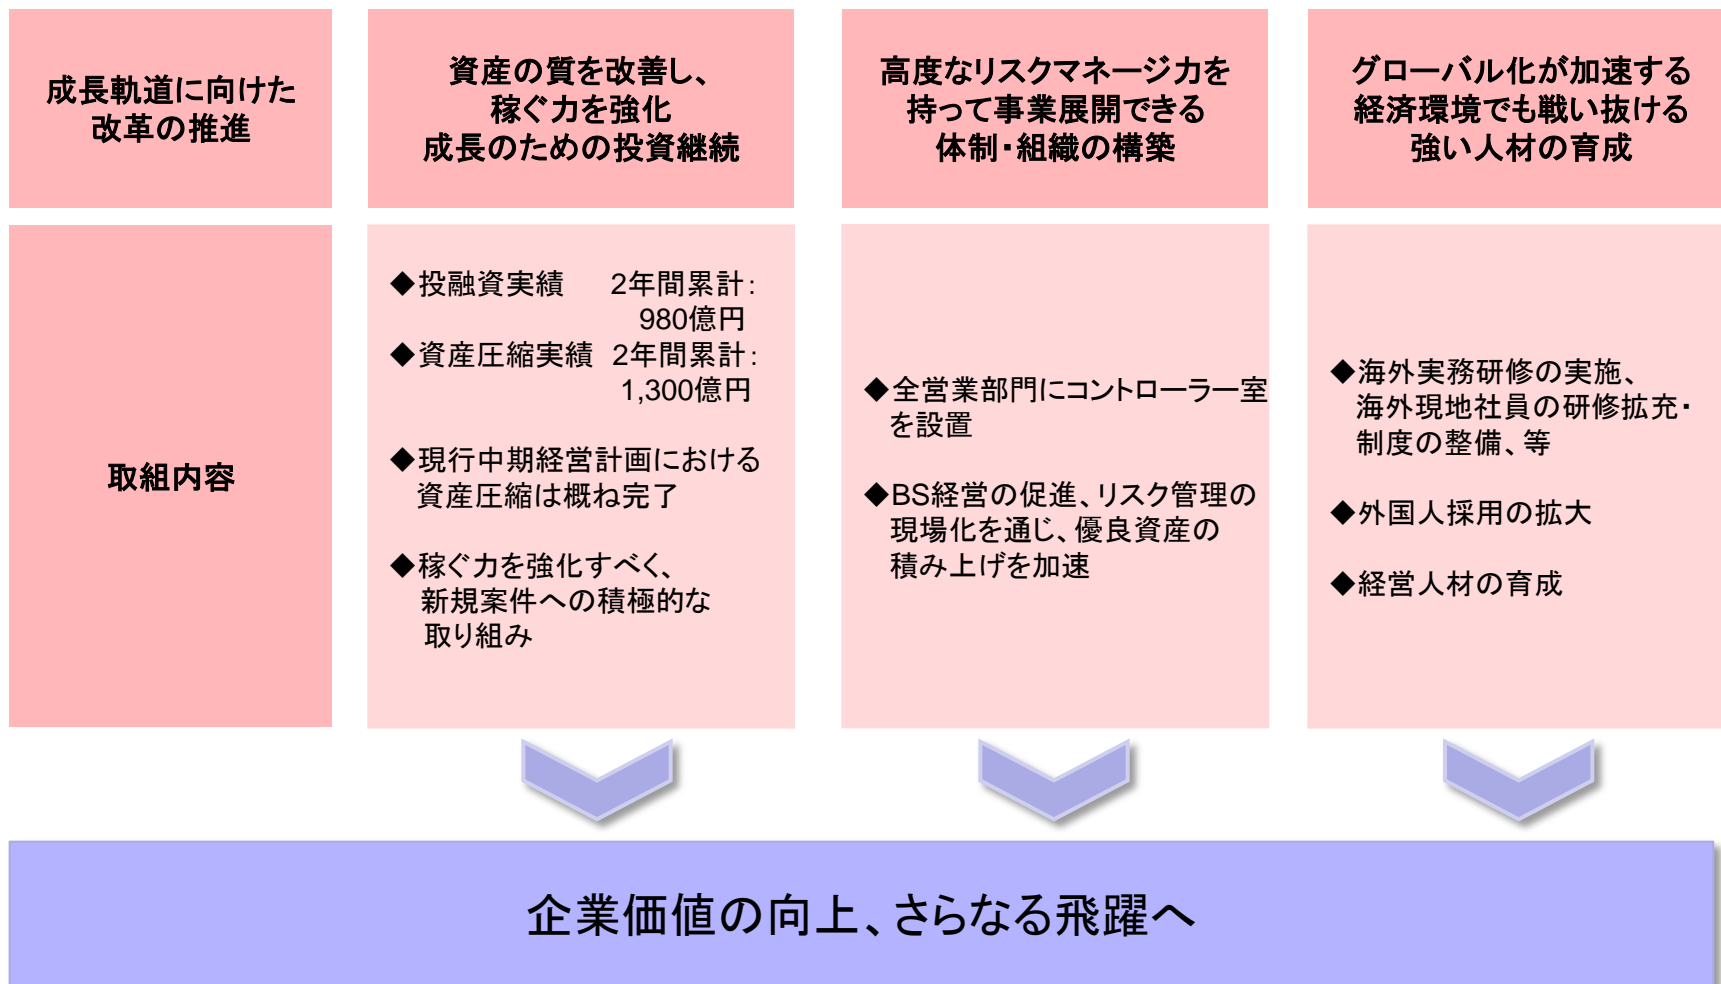 成長軌道に向けた
改革の推進
資産の質を改善し、
稼ぐ力を強化
成長のための投資継続
高度なリスクマネージ力を
持って事業展開できる
体制・組織の構築
グローバル化が加速する
経済環境でも戦い抜ける
強い人材の育成
取組内容
◆投融資実績 2年間累計：
980億円
◆資産圧縮実績 2年間累計：
1,300億円
◆現行中期経営計画における
資産圧縮は概ね完了
◆稼ぐ力を強化すべく、
新規案件への積極的な
取り組み
◆全営業部門にコントローラー室
を設置
◆BS経営の促進、リスク管理の
現場化を通じ、優良資産の
積み上げを加速
◆海外実務研修の実施、
海外現地社員の研修拡充・
制度の整備、等
◆外国人採用の拡大
◆経営人材の育成
企業価値の向上、さらなる飛躍へ